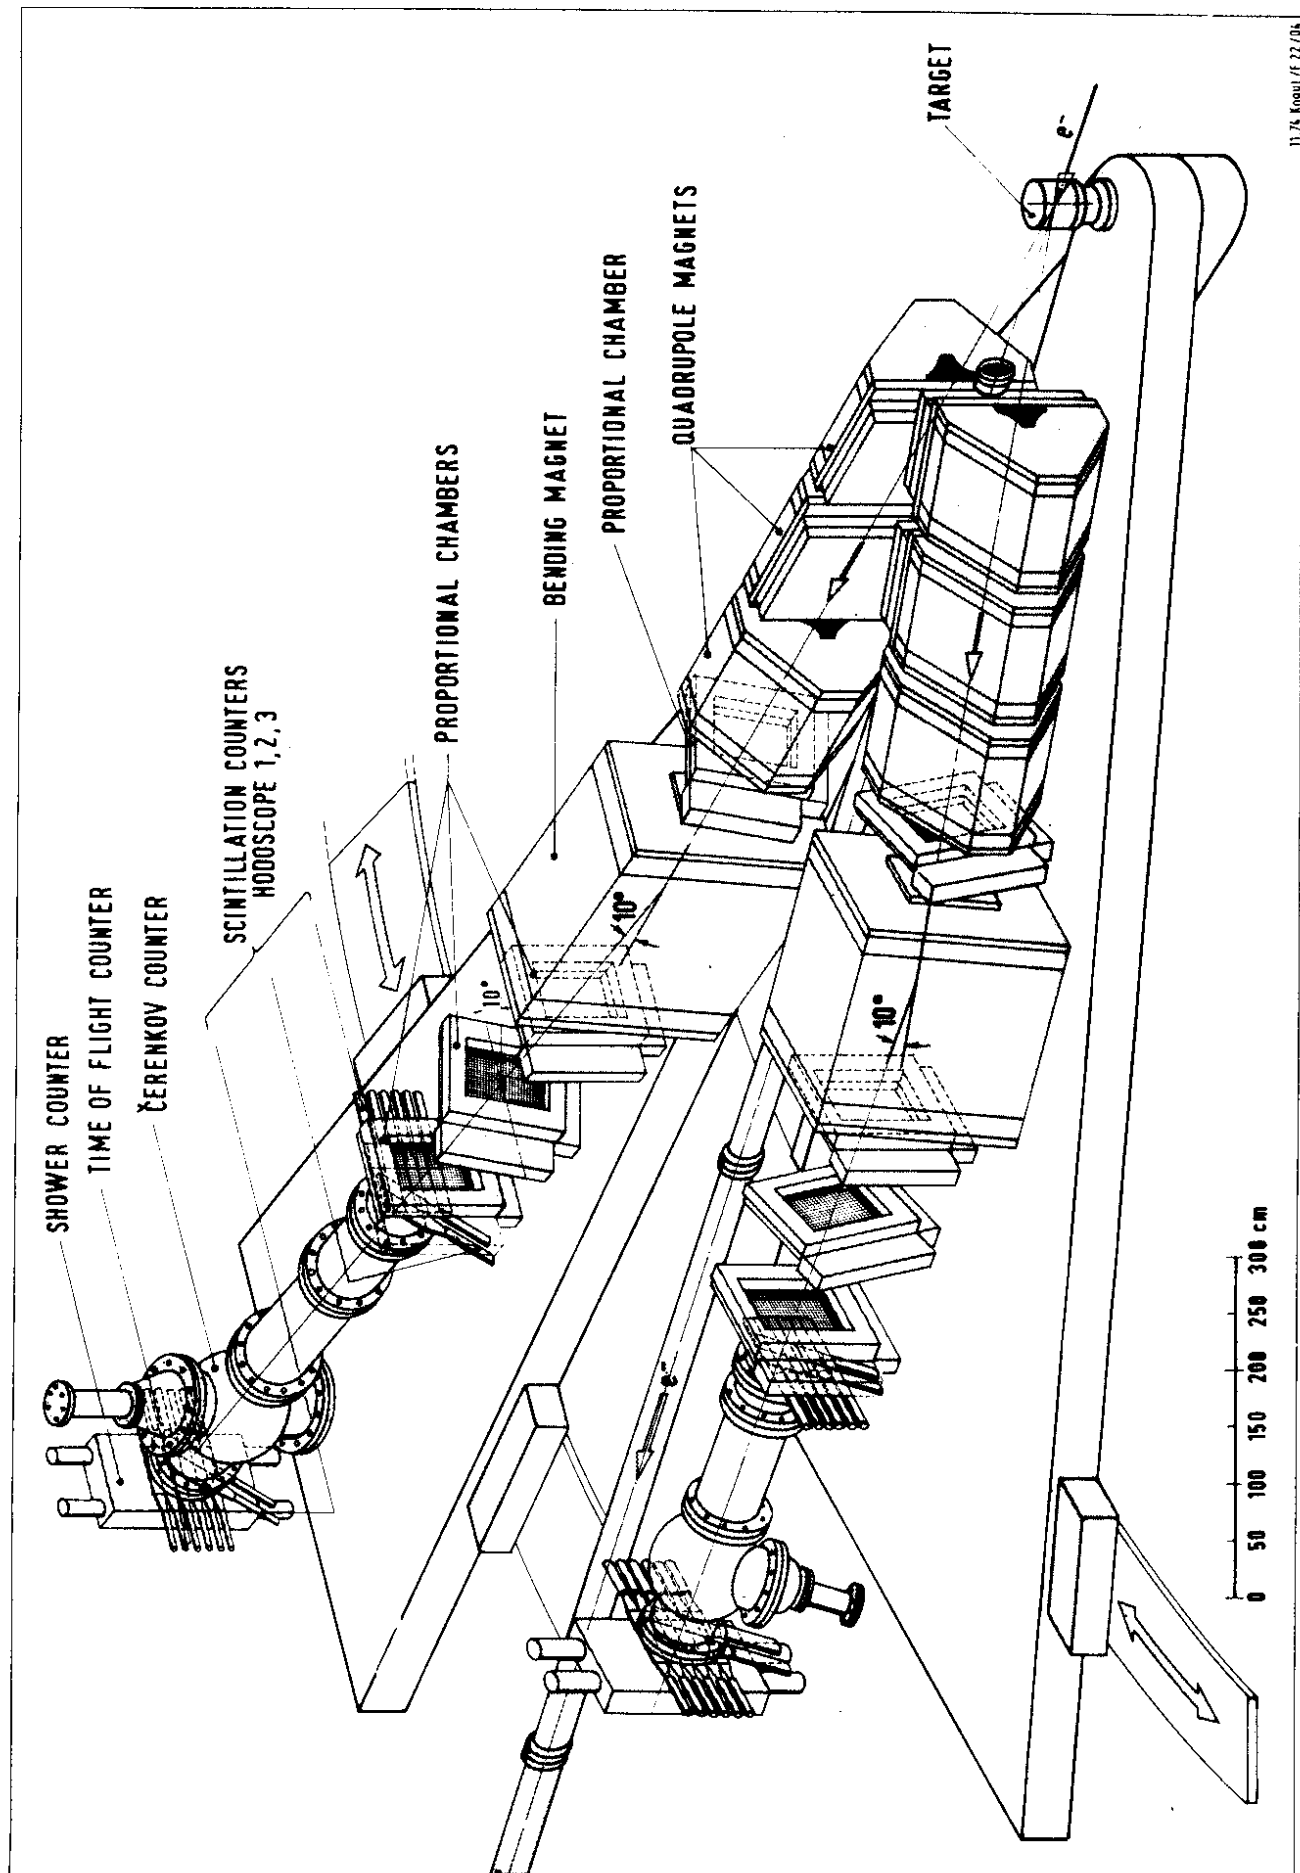 SHOWER COUNTER
TIME OF FLIGHT COUNTER
ČERENKOV COUNTER
SCINTILLATION COUNTERS
HODOSCOPE 1,2,3
PROPORTIONAL CHAMBERS
BENDING MAGNET
PROPORTIONAL CHAMBER
QUADRUPOLE MAGNETS
TARGET
e⁻
10°
10°
10°
e⁻
0 50 100 150 200 250 300 cm